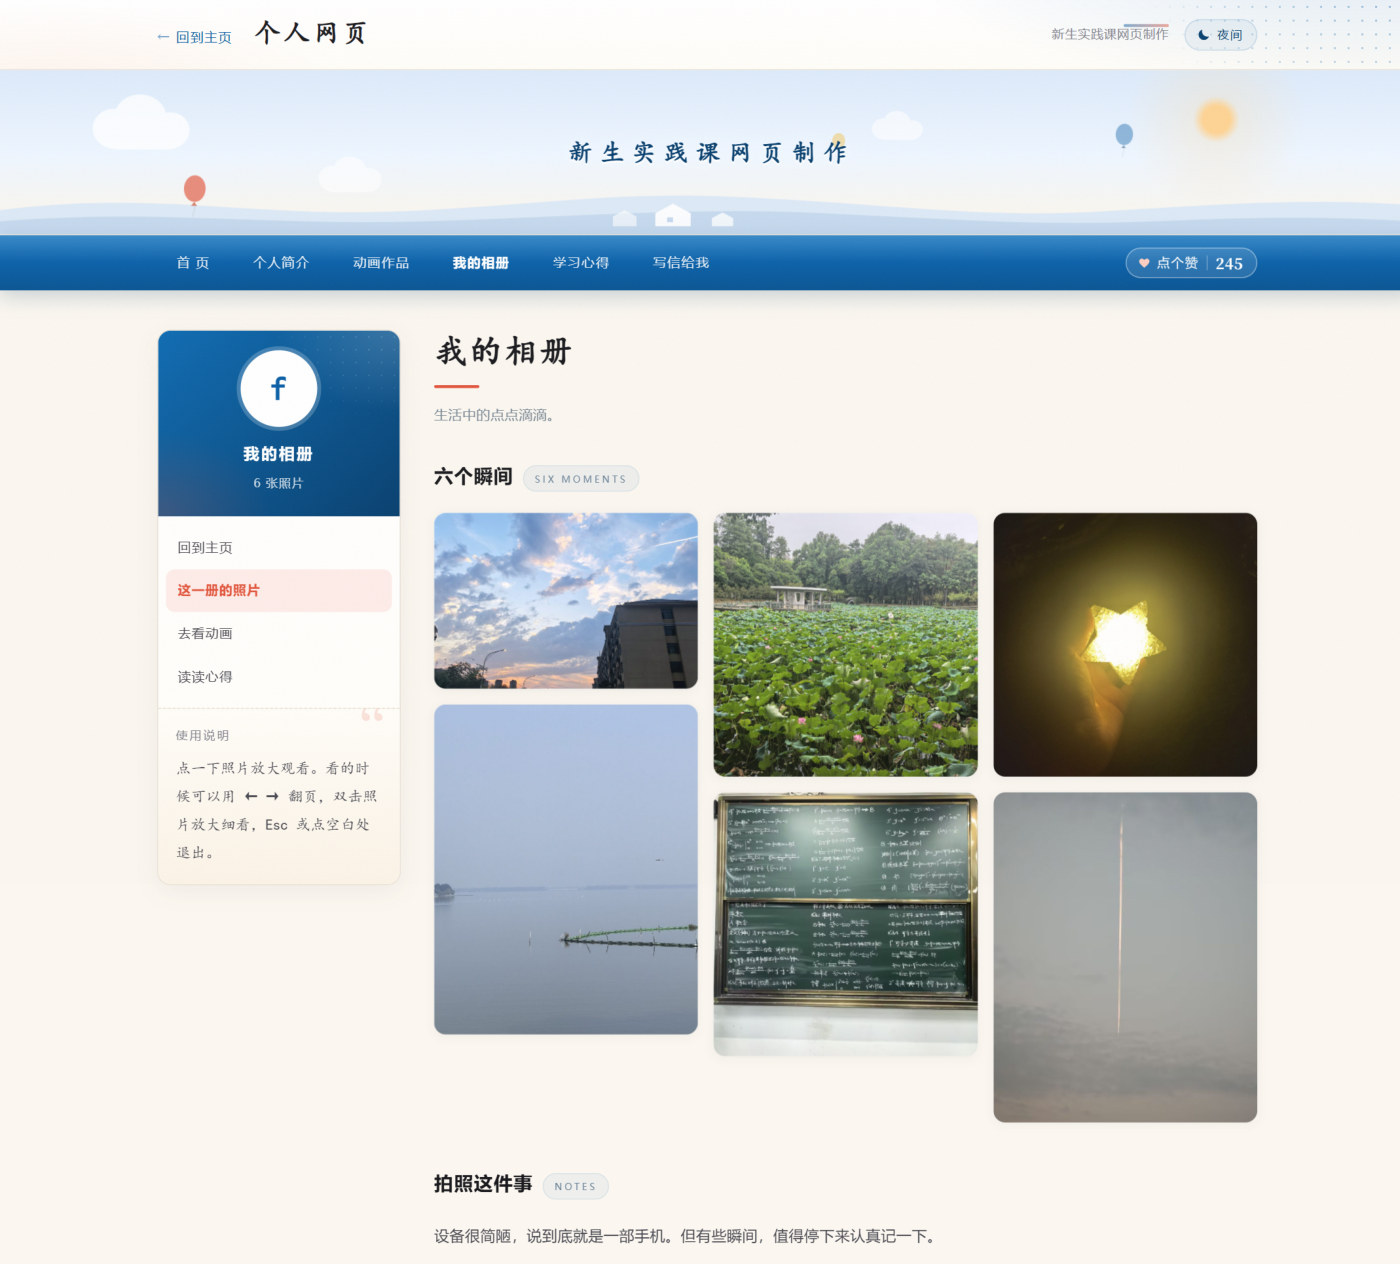 ← 回到主页 个人网页
新生实践课网页制作 夜间
新生实践课网页制作
首 页 个人简介 动画作品 我的相册 学习心得 写信给我 点个赞 245
f
我的相册
6 张照片
回到主页
这一册的照片
去看动画
读读心得
使用说明
点一下照片放大观看。看的时
候可以用 ← → 翻页，双击照
片放大细看，Esc 或点空白处
退出。
我的相册
生活中的点点滴滴。
六个瞬间 SIX MOMENTS
拍照这件事 NOTES
设备很简陋，说到底就是一部手机。但有些瞬间，值得停下来认真记一下。